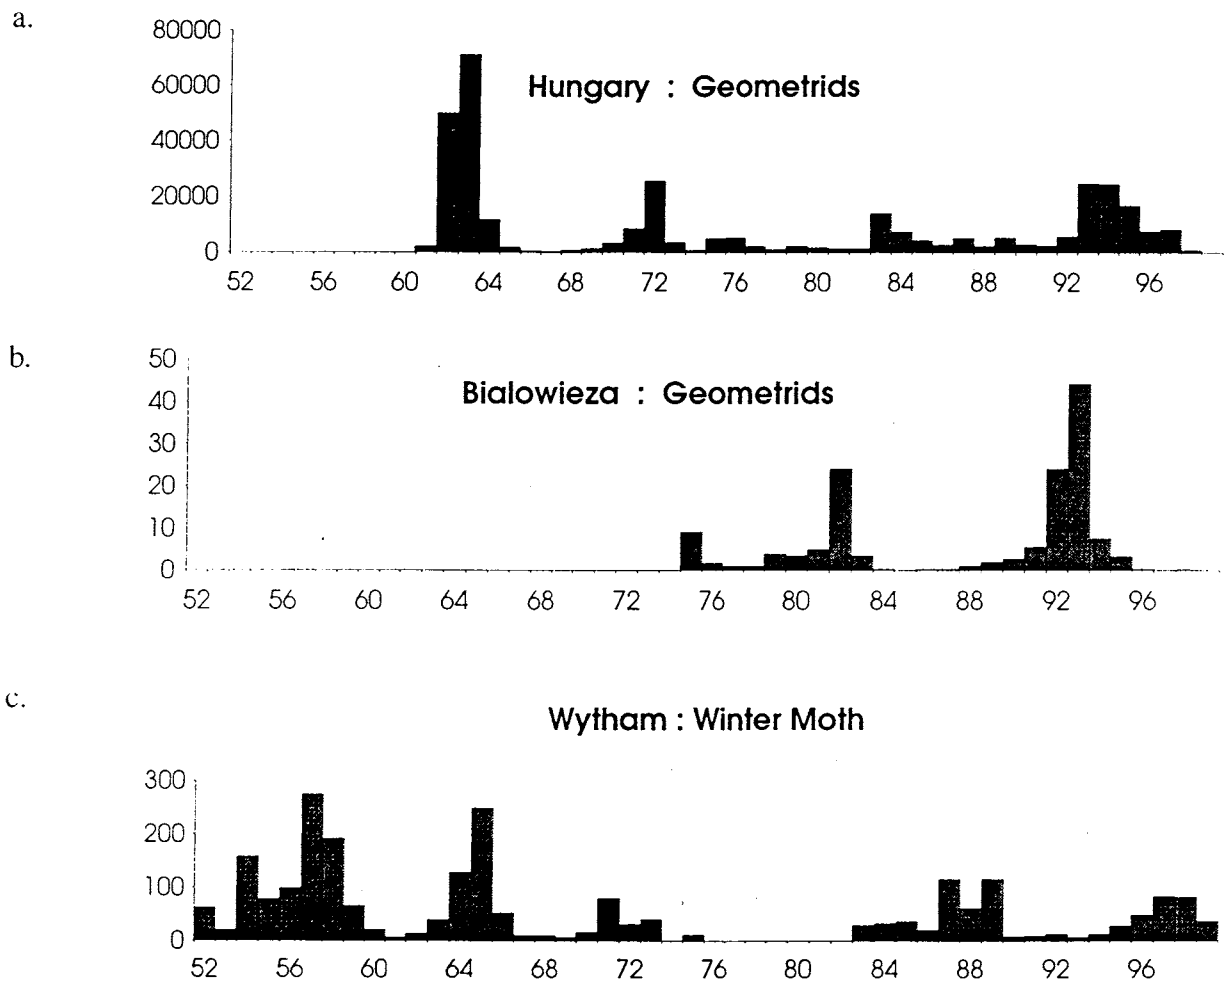 a.
80000
Hungary : Geometrids
60000
40000
20000
0
52 56 60 64 68 72 76 80 84 88 92 96
b.
50
Bialowieza : Geometrids
40
30
20
10
0
52 56 60 64 68 72 76 80 84 88 92 96
c.
Wytham : Winter Moth
300
200
100
0
52 56 60 64 68 72 76 80 84 88 92 96